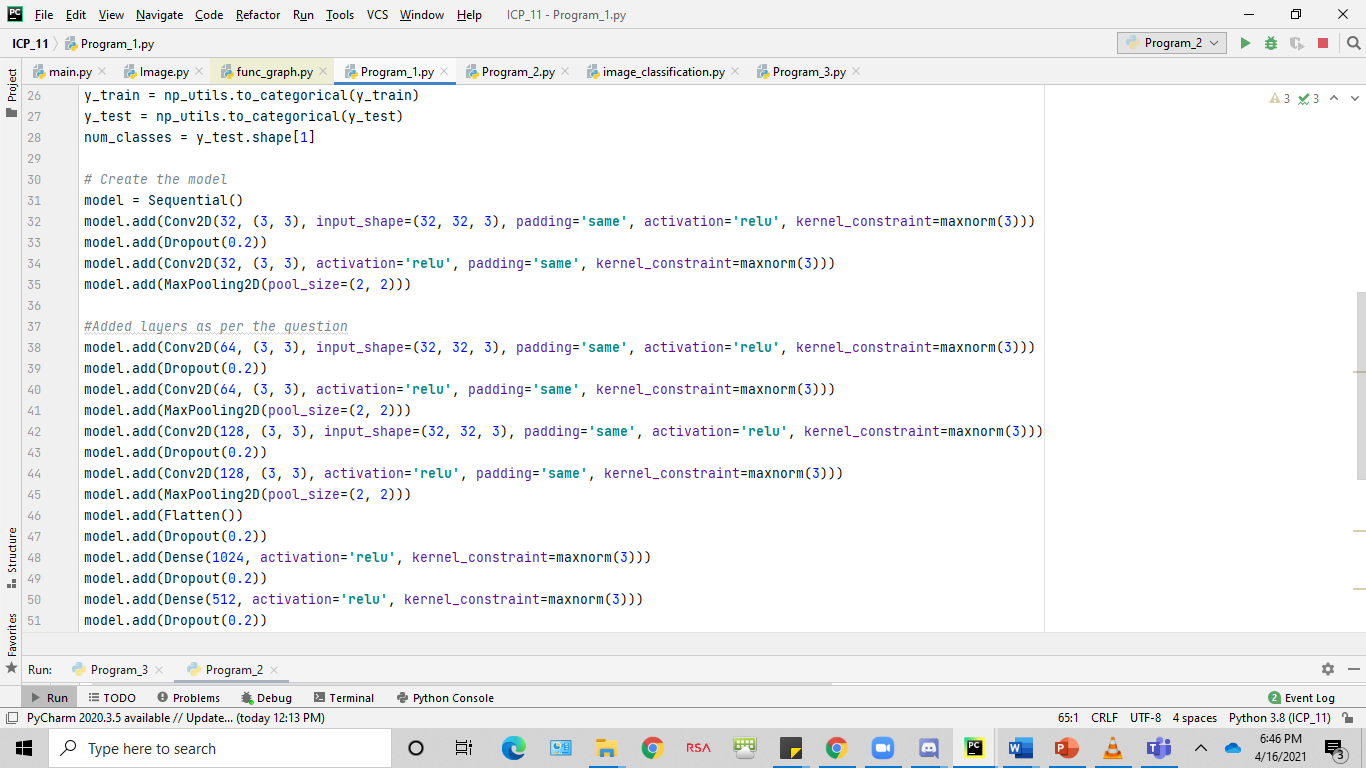 PC File Edit View Navigate Code Refactor Run Tools VCS Window Help ICP_11 - Program_1.py
ICP_11 Program_1.py Program_2
main.py Image.py func_graph.py Program_1.py Program_2.py image_classification.py Program_3.py
Project
3 3
26 y_train = np_utils.to_categorical(y_train)
27 y_test = np_utils.to_categorical(y_test)
28 num_classes = y_test.shape[1]
29
30 # Create the model
31 model = Sequential()
32 model.add(Conv2D(32, (3, 3), input_shape=(32, 32, 3), padding='same', activation='relu', kernel_constraint=maxnorm(3)))
33 model.add(Dropout(0.2))
34 model.add(Conv2D(32, (3, 3), activation='relu', padding='same', kernel_constraint=maxnorm(3)))
35 model.add(MaxPooling2D(pool_size=(2, 2)))
36
37 #Added layers as per the question
38 model.add(Conv2D(64, (3, 3), input_shape=(32, 32, 3), padding='same', activation='relu', kernel_constraint=maxnorm(3)))
39 model.add(Dropout(0.2))
40 model.add(Conv2D(64, (3, 3), activation='relu', padding='same', kernel_constraint=maxnorm(3)))
41 model.add(MaxPooling2D(pool_size=(2, 2)))
42 model.add(Conv2D(128, (3, 3), input_shape=(32, 32, 3), padding='same', activation='relu', kernel_constraint=maxnorm(3)))
43 model.add(Dropout(0.2))
44 model.add(Conv2D(128, (3, 3), activation='relu', padding='same', kernel_constraint=maxnorm(3)))
45 model.add(MaxPooling2D(pool_size=(2, 2)))
46 model.add(Flatten())
47 model.add(Dropout(0.2))
48 model.add(Dense(1024, activation='relu', kernel_constraint=maxnorm(3)))
49 model.add(Dropout(0.2))
50 model.add(Dense(512, activation='relu', kernel_constraint=maxnorm(3)))
51 model.add(Dropout(0.2))
Structure
Favorites
Run: Program_3 Program_2
Run TODO Problems Debug Terminal Python Console 2 Event Log
PyCharm 2020.3.5 available // Update... (today 12:13 PM) 65:1 CRLF UTF-8 4 spaces Python 3.8 (ICP_11)
Type here to search RSA PC 6:46 PM
4/16/2021 3